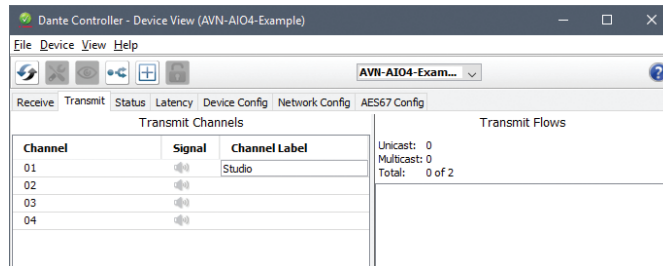 Dante Controller - Device View (AVN-AIO4-Example)
File Device View Help
AVN-AIO4-Exam...
Receive Transmit Status Latency Device Config Network Config AES67 Config
Transmit Channels
Transmit Flows
Channel Signal Channel Label
01 Studio
02
03
04
Unicast: 0
Multicast: 0
Total: 0 of 2